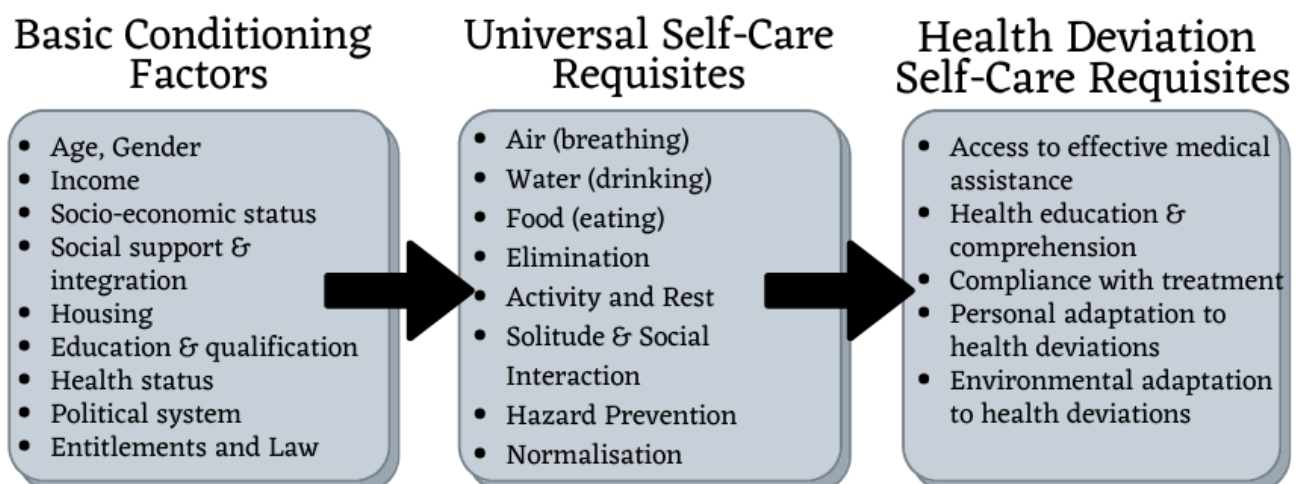 Basic Conditioning
Factors
• Age, Gender
• Income
• Socio-economic status
• Social support &
integration
• Housing
• Education & qualification
• Health status
• Political system
• Entitlements and Law
Universal Self-Care
Requisites
• Air (breathing)
• Water (drinking)
• Food (eating)
• Elimination
• Activity and Rest
• Solitude & Social
Interaction
• Hazard Prevention
• Normalisation
Health Deviation
Self-Care Requisites
• Access to effective medical
assistance
• Health education &
comprehension
• Compliance with treatment
• Personal adaptation to
health deviations
• Environmental adaptation
to health deviations